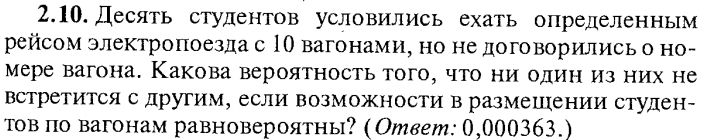 2.10. Десять студентов условились ехать определенным
рейсом электропоезда с 10 вагонами, но не договорились о но-
мере вагона. Какова вероятность того, что ни один из них не
встретится с другим, если возможности в размещении студен-
тов по вагонам равновероятны? (Ответ: 0,000363.)